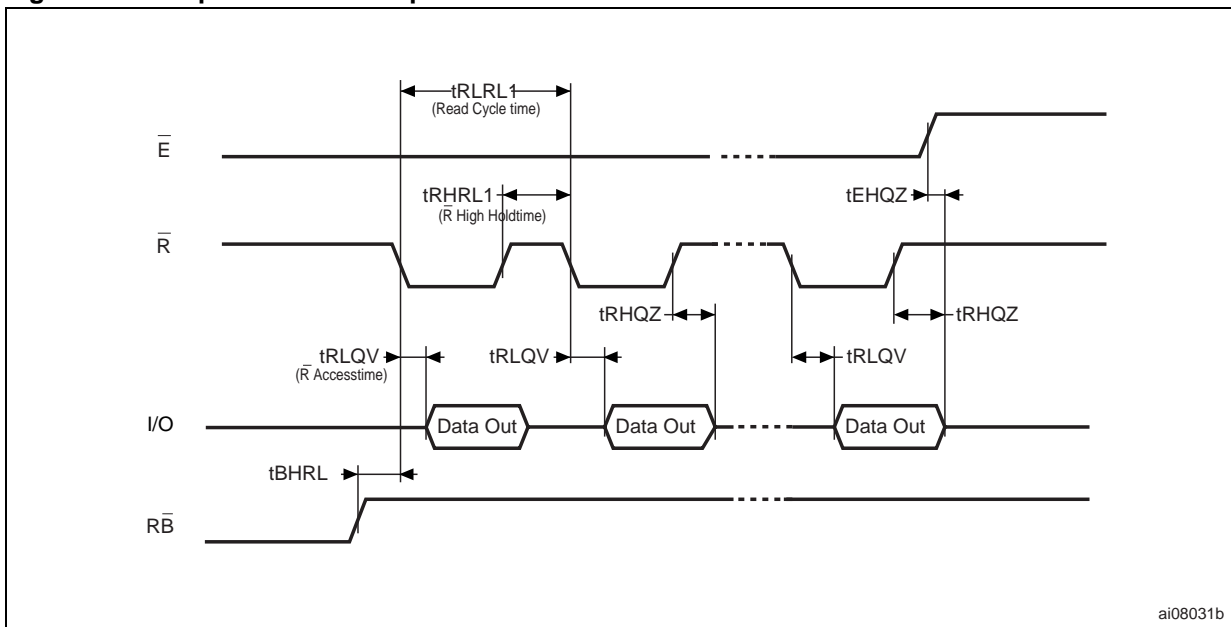 tRLRL1
(Read Cycle time)
E̅
tRHRL1
(R̅ High Holdtime)
tEHQZ
R̅
tRHQZ
tRHQZ
tRLQV
(R̅ Accesstime)
tRLQV
tRLQV
I/O
Data Out
Data Out
Data Out
tBHRL
RB̅
ai08031b